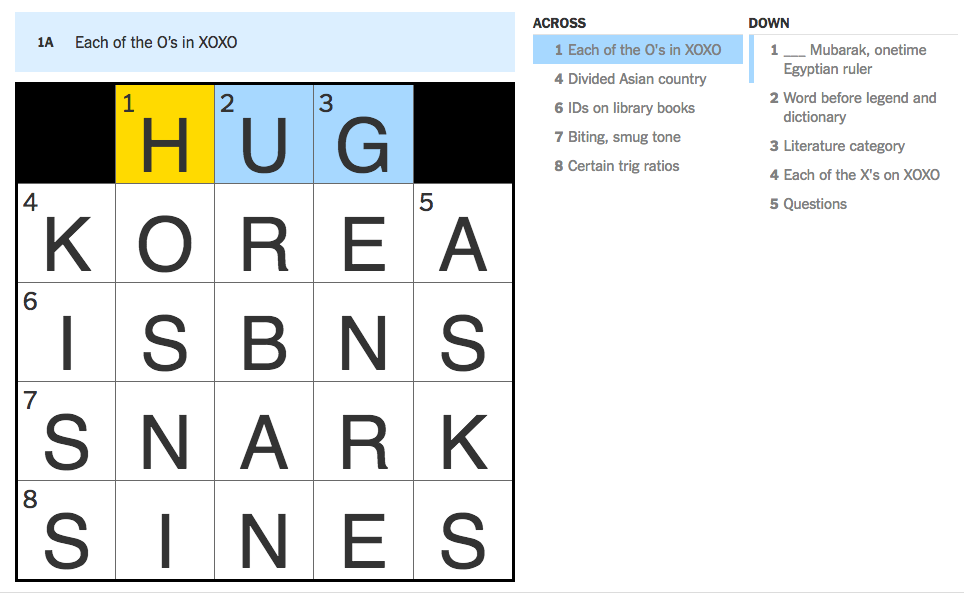 1A Each of the O's in XOXO
1 H 2 U 3 G
4 K O R E 5 A
6 I S B N S
7 S N A R K
8 S I N E S
ACROSS
1 Each of the O's in XOXO
4 Divided Asian country
6 IDs on library books
7 Biting, smug tone
8 Certain trig ratios
DOWN
1 ___ Mubarak, onetime
Egyptian ruler
2 Word before legend and
dictionary
3 Literature category
4 Each of the X's on XOXO
5 Questions